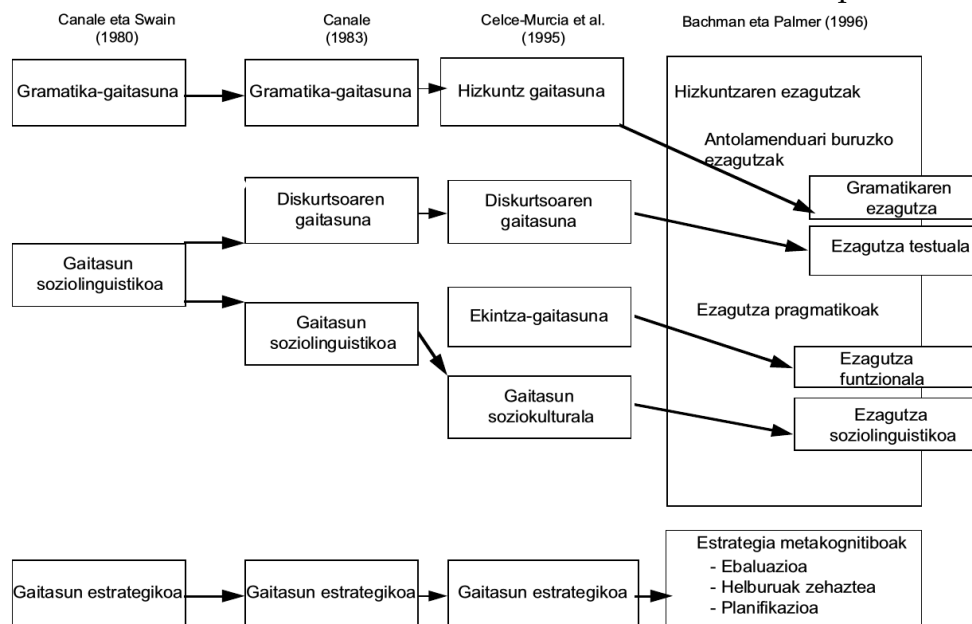 Canale eta Swain
(1980)
Canale
(1983)
Celce-Murcia et al.
(1995)
Bachman eta Palmer (1996)
Gramatika-gaitasuna
Gramatika-gaitasuna
Hizkuntz gaitasuna
Hizkuntzaren ezagutzak
Antolamenduari buruzko
ezagutzak
Gramatikaren
ezagutza
Diskurtsoaren
gaitasuna
Diskurtsoaren
gaitasuna
Ezagutza testuala
Gaitasun
soziolinguistikoa
Gaitasun
soziolinguistikoa
Ekintza-gaitasuna
Ezagutza pragmatikoak
Ezagutza
funtzionala
Gaitasun
soziokulturala
Ezagutza
soziolinguistikoa
Gaitasun estrategikoa
Gaitasun estrategikoa
Gaitasun estrategikoa
Estrategia metakognitiboak
- Ebaluazioa
- Helburuak zehaztea
- Planifikazioa